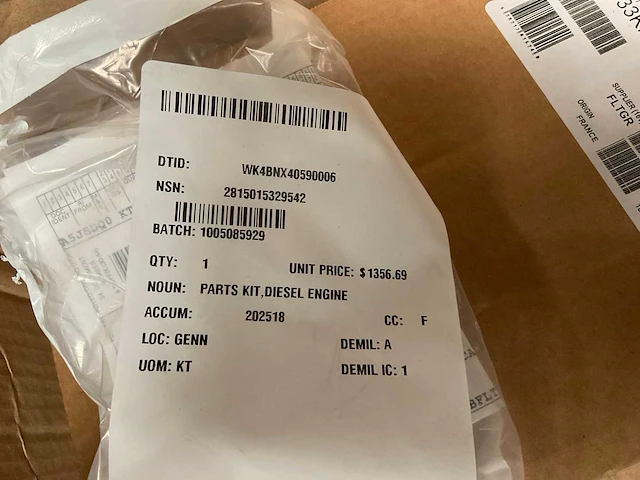 DTID: WK4BNX40590006
NSN: 2815015329542
BATCH: 1005085929
QTY: 1 UNIT PRICE: $1356.69
NOUN: PARTS KIT,DIESEL ENGINE
ACCUM: 202518 CC: F
LOC: GENN DEMIL: A
UOM: KT DEMIL IC: 1
SUPPLIER
FLTGR
ORIGIN
FRANCE